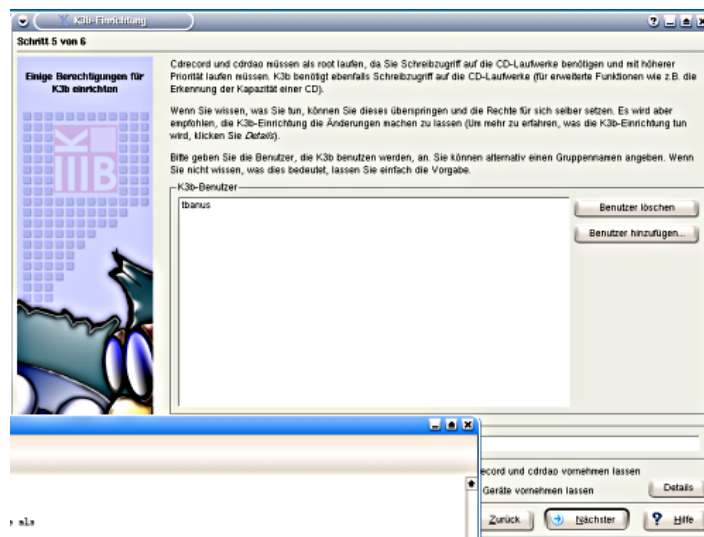 K3b-Einrichtung
Schritt 5 von 6
Einige Berechtigungen für
K3b einrichten
Cdrecord und cdrdao müssen als root laufen, da Sie Schreibzugriff auf die CD-Laufwerke benötigen und mit höherer
Priorität laufen müssen. K3b benötigt ebenfalls Schreibzugriff auf die CD-Laufwerke (für erweiterte Funktionen wie z.B. die
Erkennung der Kapazität einer CD).
Wenn Sie wissen, was Sie tun, können Sie dieses überspringen und die Rechte für sich selber setzen. Es wird aber
empfohlen, die K3b-Einrichtung die Änderungen machen zu lassen (Um mehr zu erfahren, was die K3b-Einrichtung tun
wird, klicken Sie Details).
Bitte geben Sie die Benutzer, die K3b benutzen werden, an. Sie können alternativ einen Gruppennamen angeben. Wenn
Sie nicht wissen, was dies bedeutet, lassen Sie einfach die Vorgabe.
K3b-Benutzer
tbanus
Benutzer löschen
Benutzer hinzufügen...
K
IIIB
ecord und cdrdao vornehmen lassen
Geräte vornehmen lassen
Details
als
Zurück
Nächster
? Hilfe